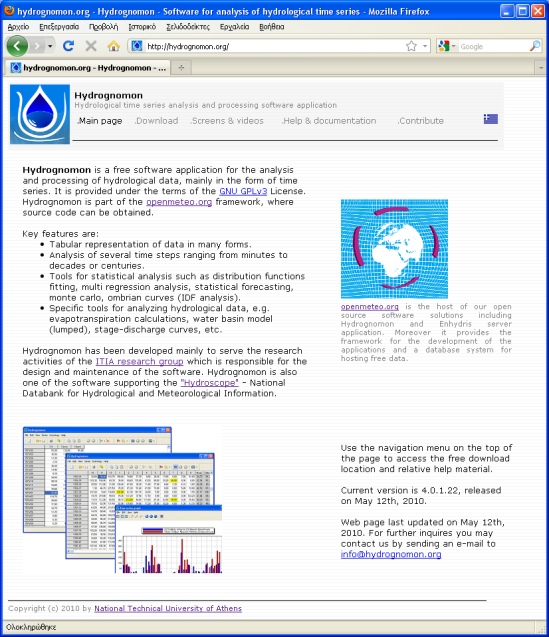 hydrognomon.org - Hydrognomon - Software for analysis of hydrological time series - Mozilla Firefox
Αρχείο Επεξεργασία Προβολή Ιστορικό Σελιδοδείκτες Εργαλεία Βοήθεια
http://hydrognomon.org/
Google
hydrognomon.org - Hydrognomon - ...
Hydrognomon
Hydrological time series analysis and processing software application
.Main page .Download .Screens & videos .Help & documentation .Contribute
Hydrognomon is a free software application for the analysis
and processing of hydrological data, mainly in the form of time
series. It is provided under the terms of the GNU GPLv3 License.
Hydrognomon is part of the openmeteo.org framework, where
source code can be obtained.
Key features are:
• Tabular representation of data in many forms.
• Analysis of several time steps ranging from minutes to
decades or centuries.
• Tools for statistical analysis such as distribution functions
fitting, multi regression analysis, statistical forecasting,
monte carlo, ombrian curves (IDF analysis).
• Specific tools for analyzing hydrological data, e.g.
evapotranspiration calculations, water basin model
(lumped), stage-discharge curves, etc.
Hydrognomon has been developed mainly to serve the research
activities of the ITIA research group which is responsible for the
design and maintenance of the software. Hydrognomon is also
one of the software supporting the "Hydroscope" - National
Databank for Hydrological and Meteorological Information.
openmeteo.org is the host of our open
source software solutions including
Hydrognomon and Enhydris server
application. Moreover it provides the
framework for the development of the
applications and a database system for
hosting free data.
Use the navigation menu on the top of
the page to access the free download
location and relative help material.
Current version is 4.0.1.22, released
on May 12th, 2010.
Web page last updated on May 12th,
2010. For further inquires you may
contact us by sending an e-mail to
info@hydrognomon.org
Copyright (c) 2010 by National Technical University of Athens
Ολοκληρώθηκε